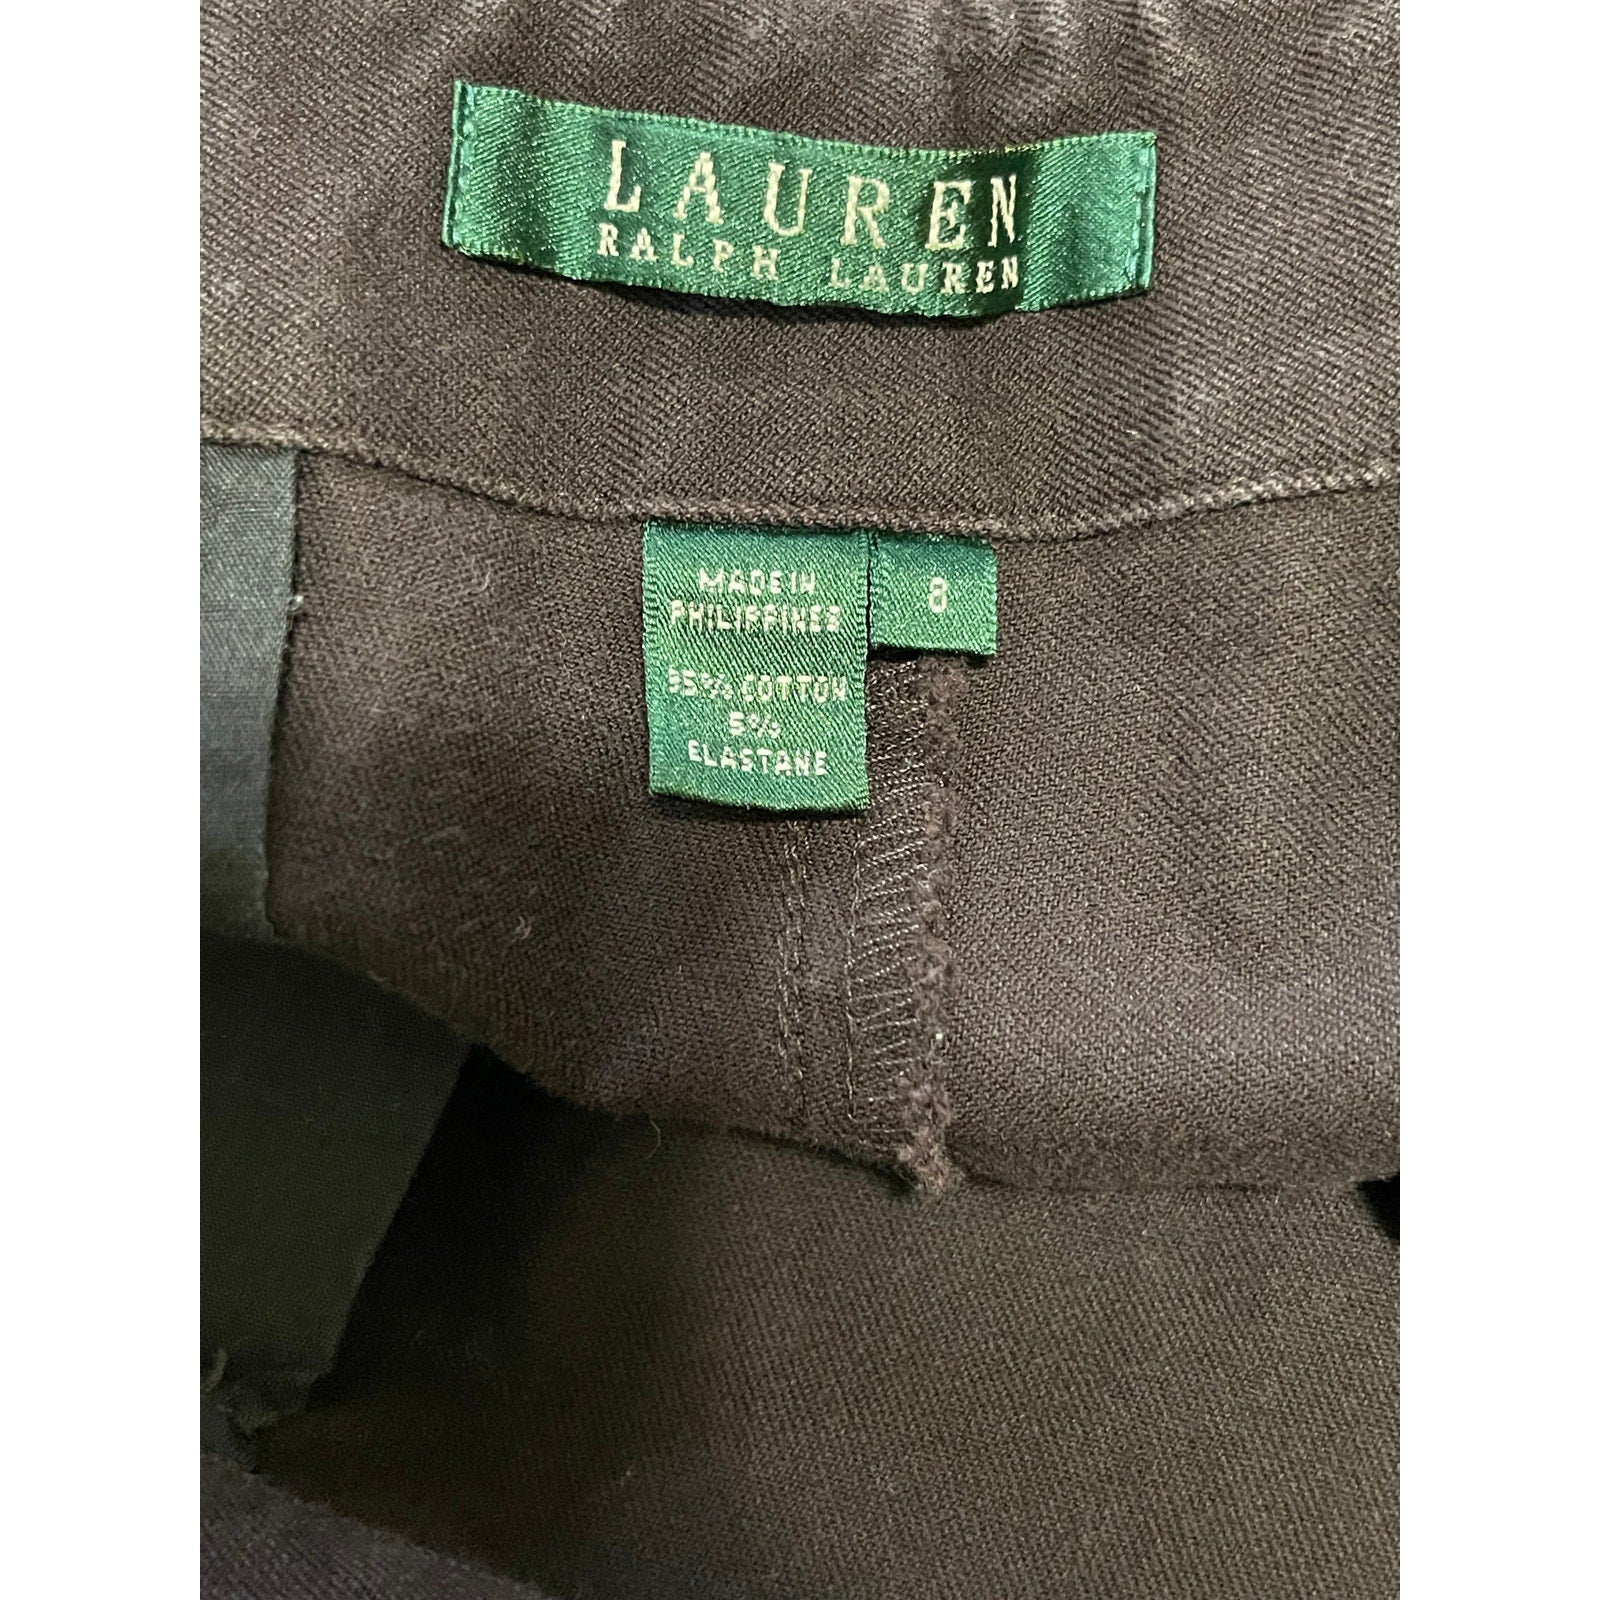 LAUREN
RALPH LAUREN
MADE IN
PHILIPPINES
95% COTTON
5%
ELASTANE
8